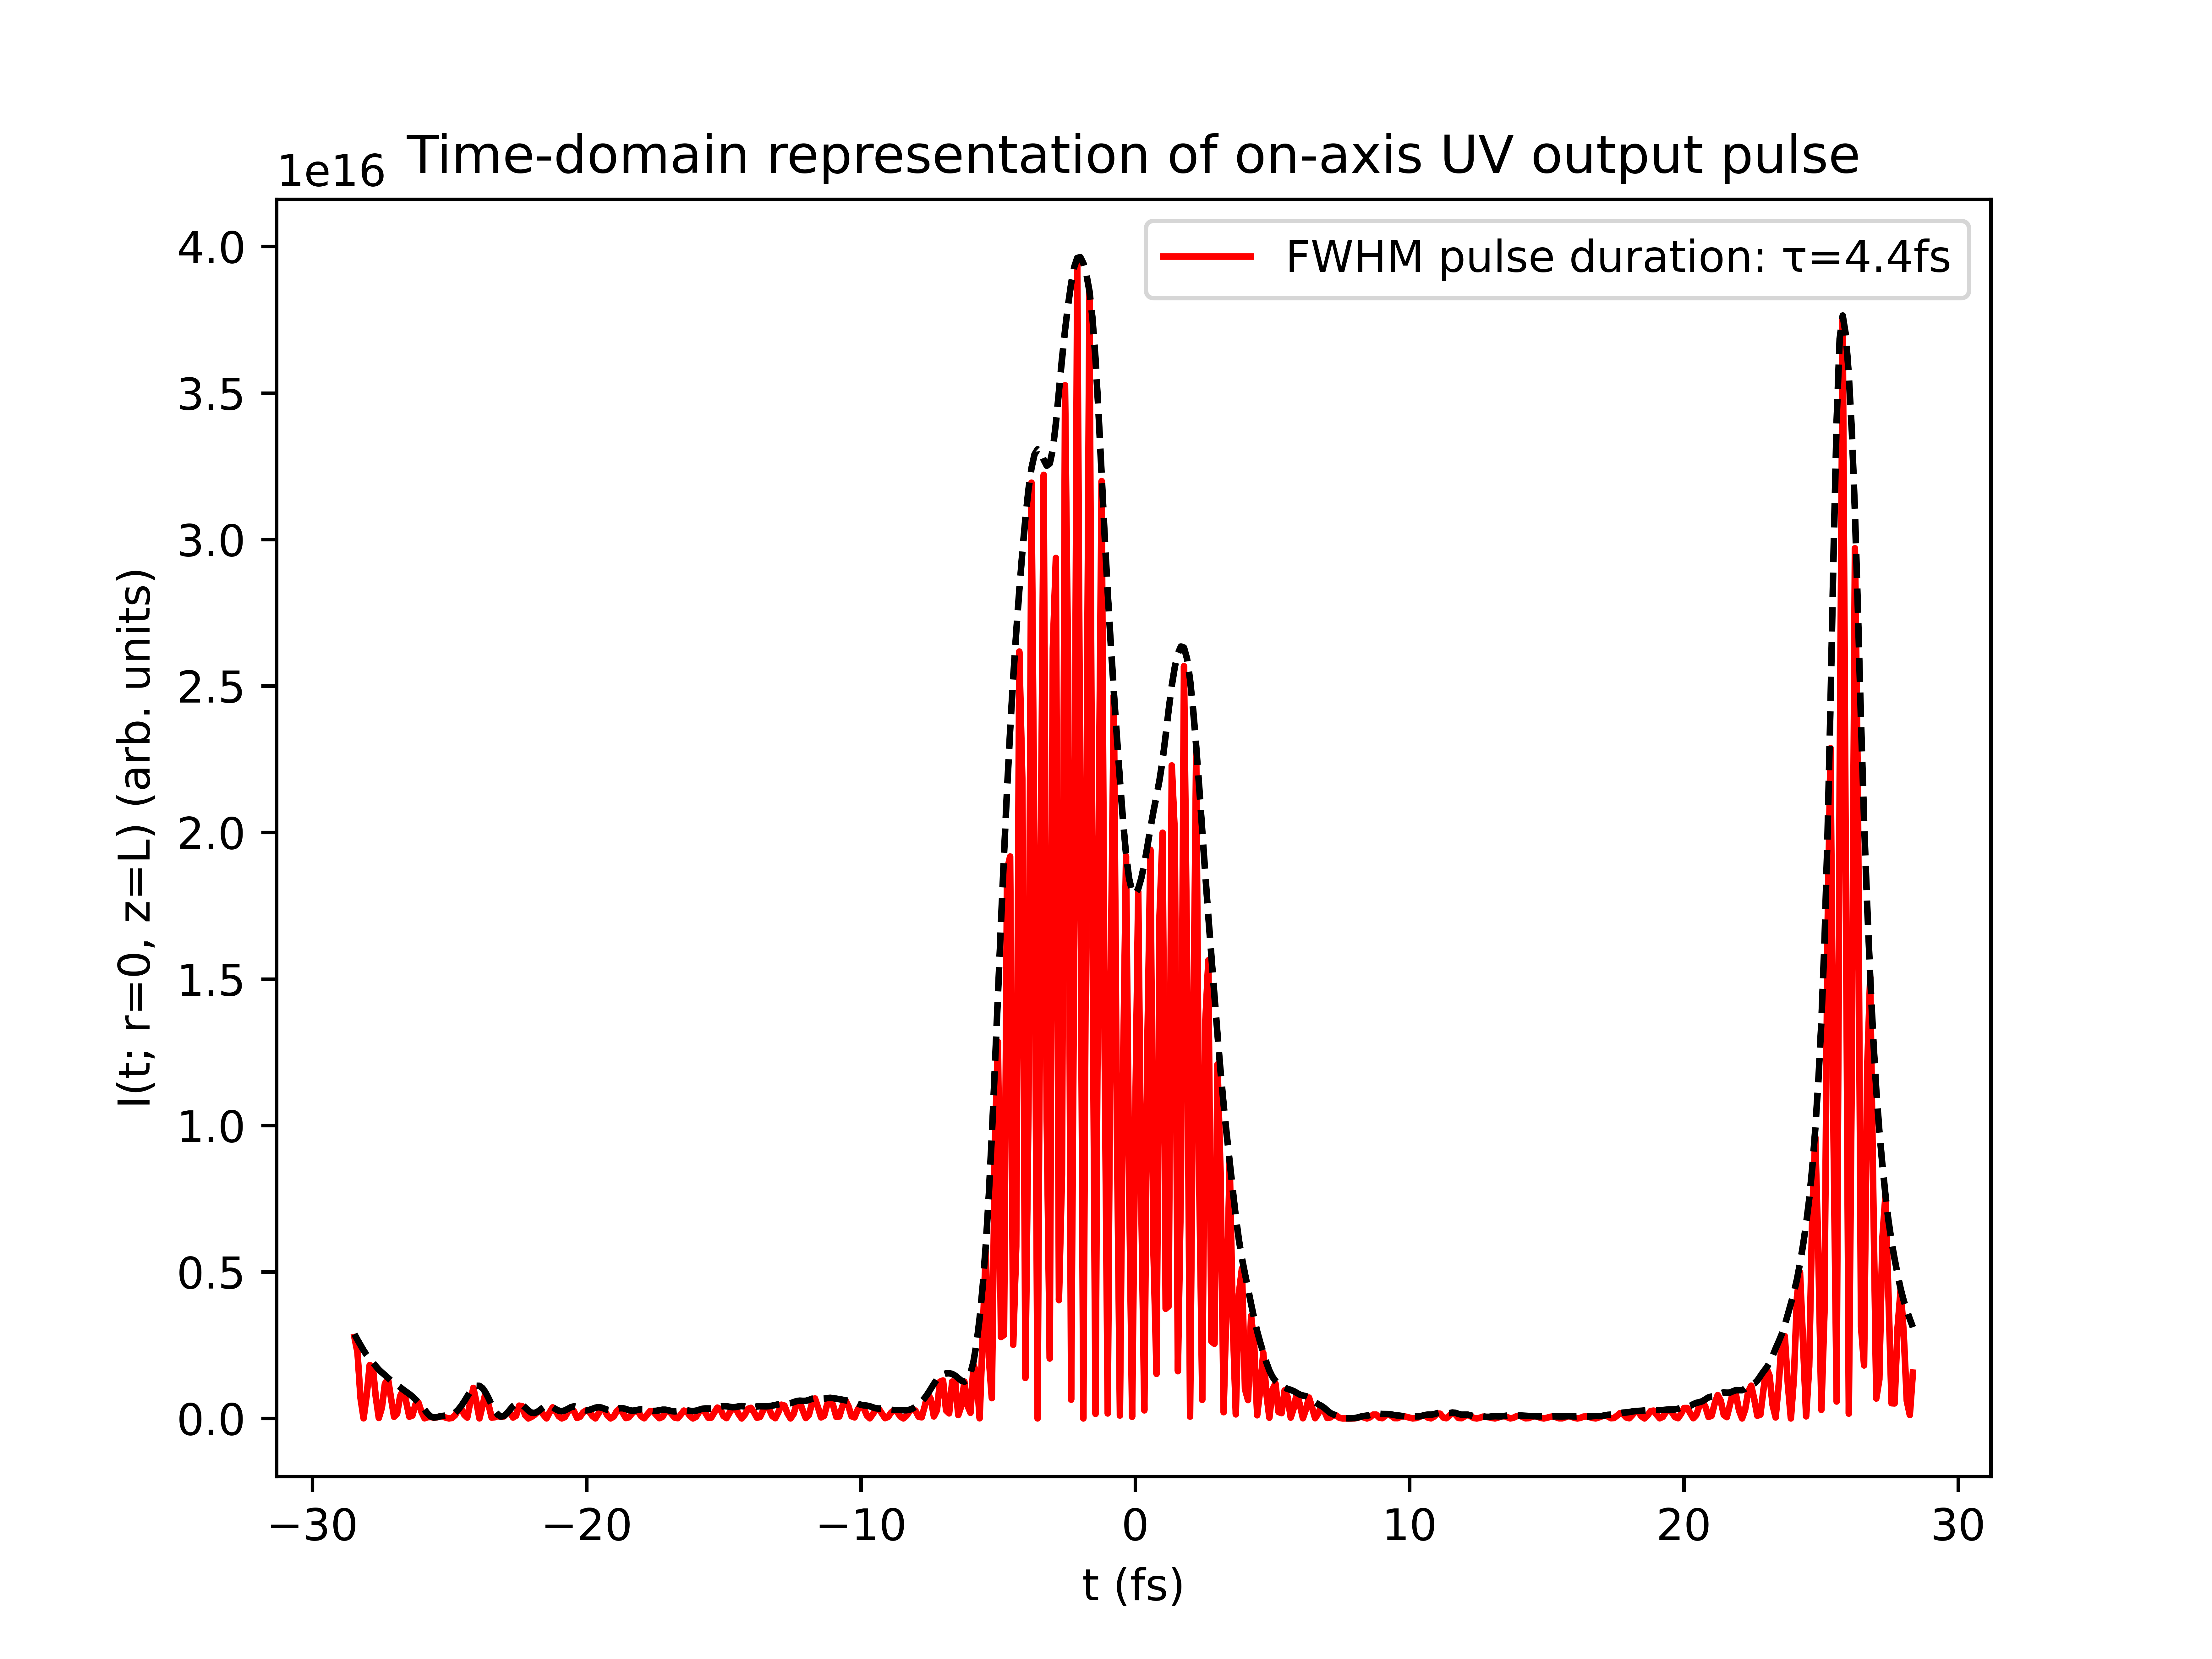 Time-domain representation of on-axis UV output pulse
1e16
FWHM pulse duration: τ=4.4fs
4.0
3.5
3.0
2.5
2.0
1.5
1.0
0.5
0.0
I(t; r=0, z=L) (arb. units)
−30 −20 −10 0 10 20 30
t (fs)